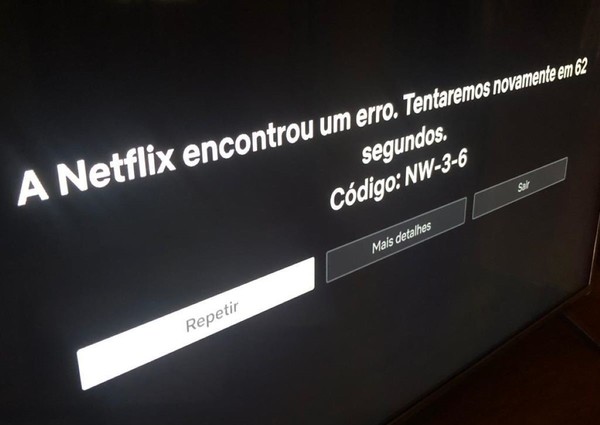 A Netflix encontrou um erro. Tentaremos novamente em 62
segundos.
Código: NW-3-6
Repetir
Mais detalhes
Sair